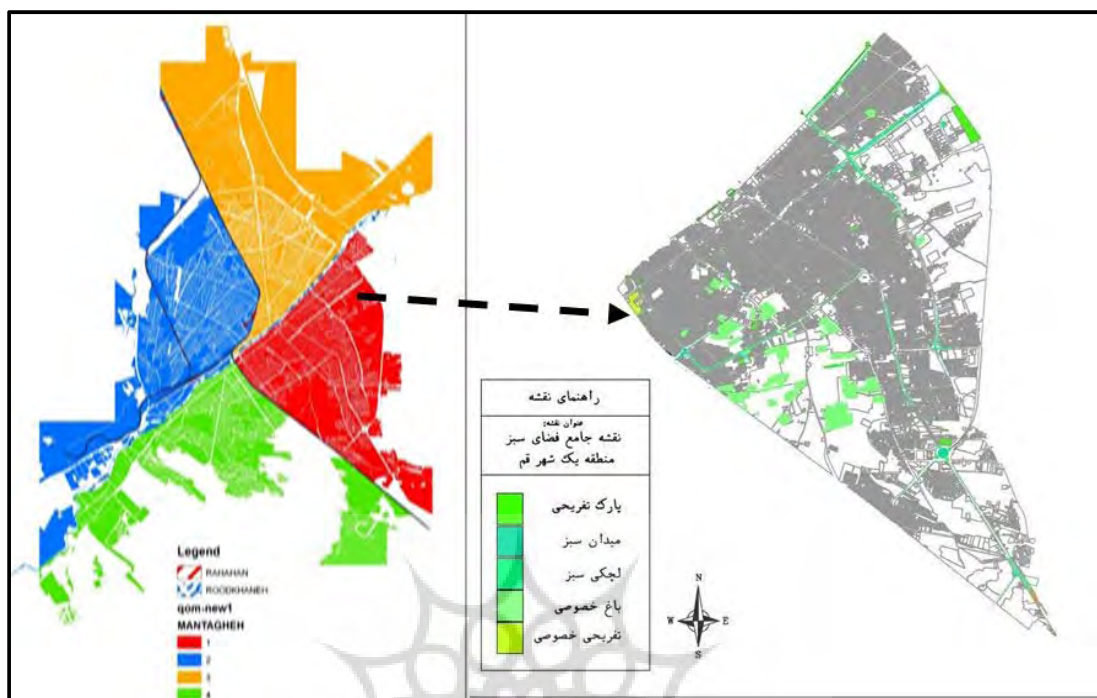 Legend
RAHAHAN
ROODKHANEH
qom-new1
MANTAGHEH
1
2
3
4
راهنمای نقشه
عنوان نقشه:
نقشه جامع فضای سبز
منطقه یک شهر قم
پارک تفریحی
میدان سبز
لچکی سبز
باغ خصوصی
تفریحی خصوصی
N
W E
S